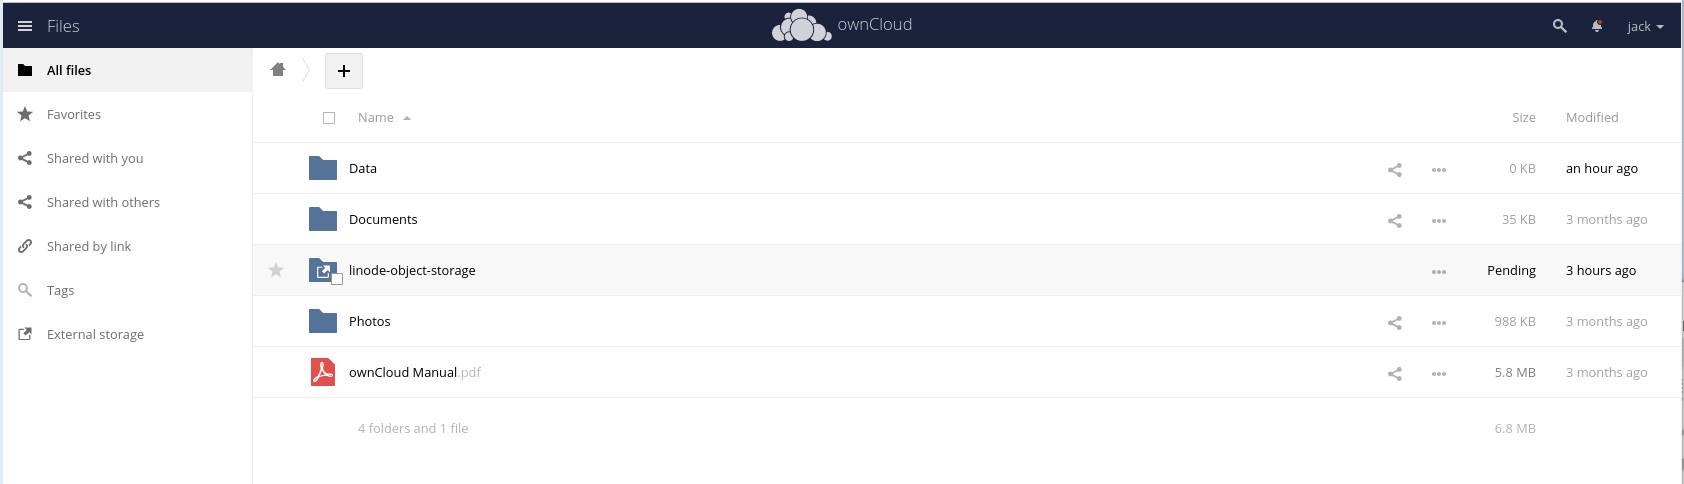 Files
ownCloud
jack
All files
Favorites
Shared with you
Shared with others
Shared by link
Tags
External storage
+
Name Size Modified
Data 0 KB an hour ago
Documents 35 KB 3 months ago
linode-object-storage Pending 3 hours ago
Photos 988 KB 3 months ago
ownCloud Manual.pdf 5.8 MB 3 months ago
4 folders and 1 file 6.8 MB